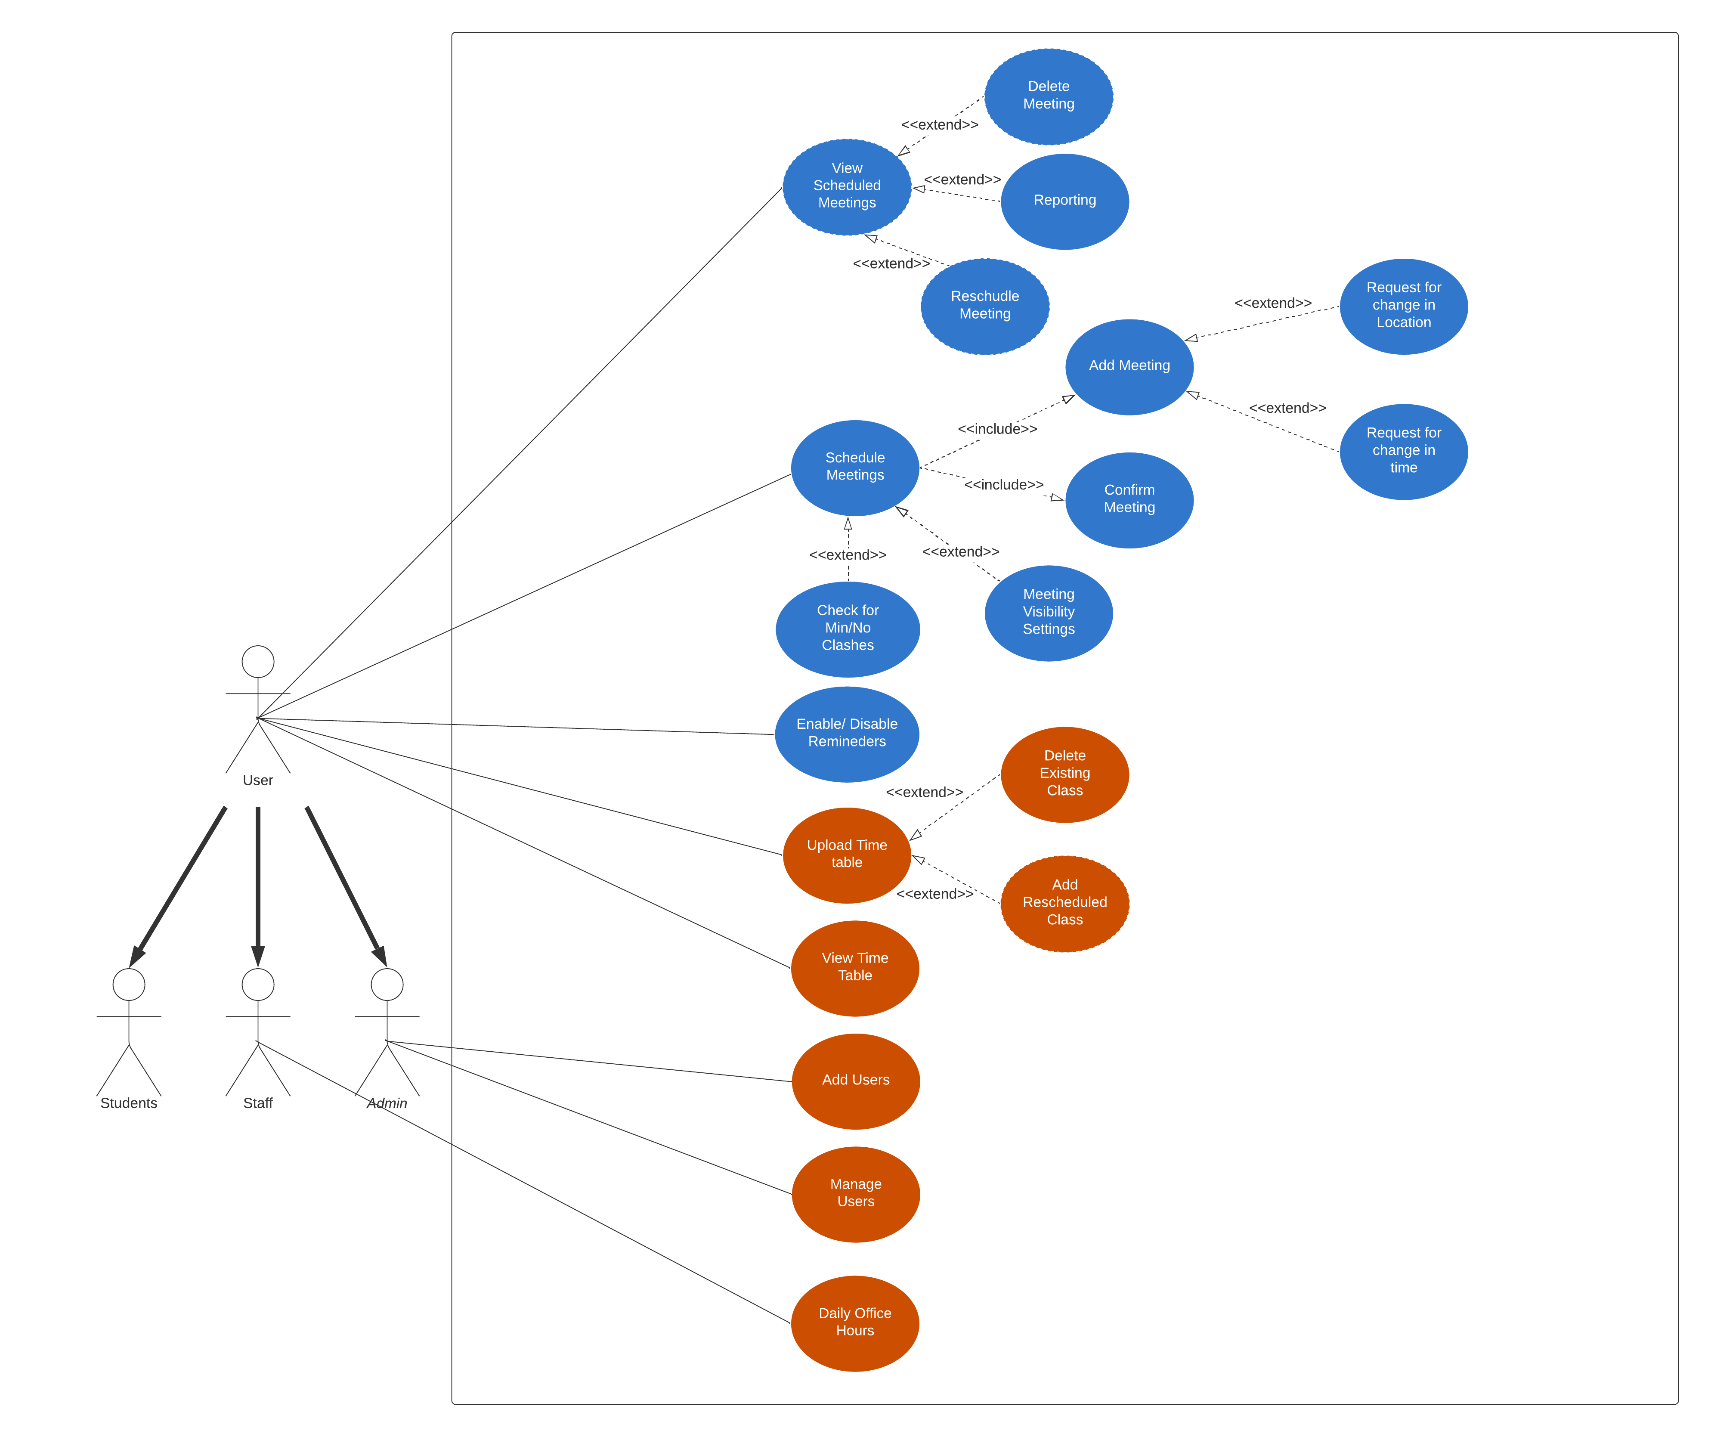 Delete
Meeting
<<extend>>
View
Scheduled
Meetings
<<extend>>
Reporting
<<extend>>
Reschudle
Meeting
Request for
change in
Location
<<extend>>
Add Meeting
<<extend>>
Request for
change in
time
<<include>>
Schedule
Meetings
<<include>>
Confirm
Meeting
<<extend>>
<<extend>>
Check for
Min/No
Clashes
Meeting
Visibility
Settings
Enable/ Disable
Remineders
User
Delete
Existing
Class
<<extend>>
Upload Time
table
<<extend>>
Add
Rescheduled
Class
View Time
Table
Add Users
Students
Staff
Admin
Manage
Users
Daily Office
Hours